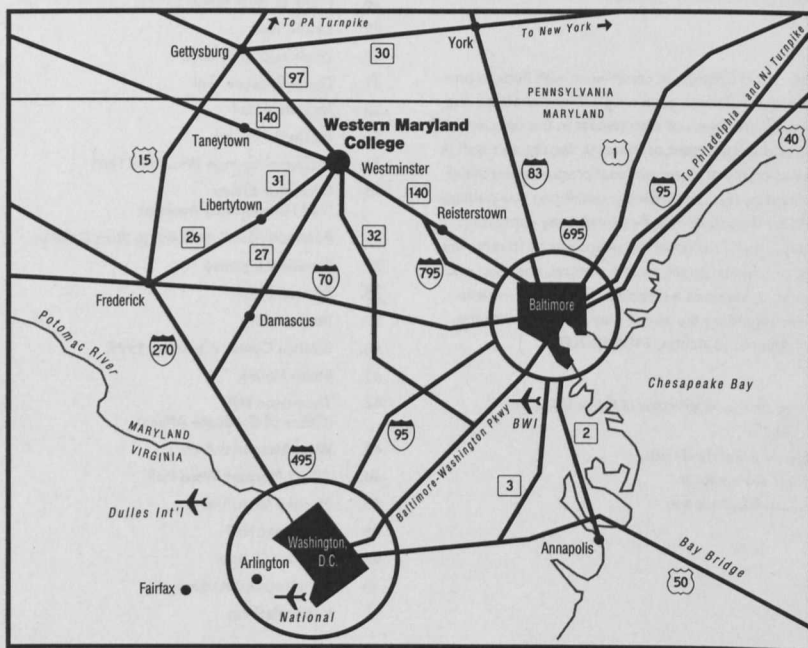 To PA Turnpike
To New York
Gettysburg
York
30
97
PENNSYLVANIA
MARYLAND
To Philadelphia and NJ Turnpike
140
Taneytown
Western Maryland
College
15
1
40
83
95
31
Westminster
140
Libertytown
Reisterstown
26
27
32
695
70
795
Frederick
Baltimore
Damascus
Potomac River
270
Chesapeake Bay
BWI
MARYLAND
VIRGINIA
95
2
495
Baltimore-Washington Pkwy
3
Dulles Int'l
Washington,
D.C.
Arlington
Annapolis
Bay Bridge
Fairfax
National
50